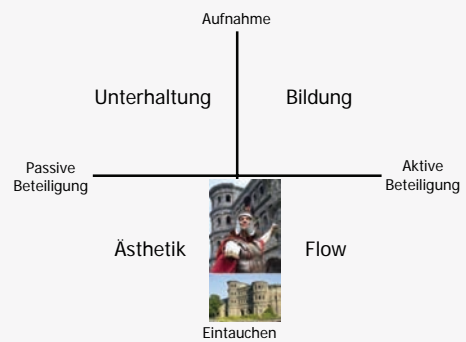 Aufnahme
Unterhaltung
Bildung
Passive
Beteiligung
Aktive
Beteiligung
Ästhetik
Flow
Eintauchen